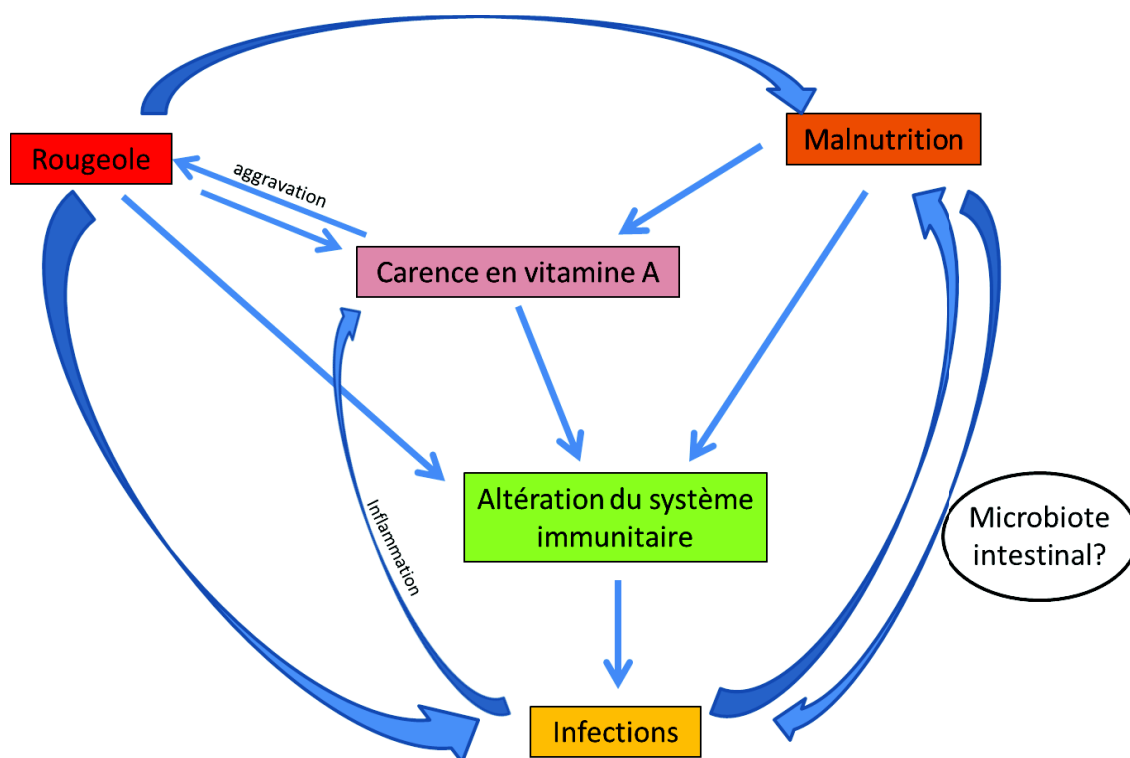 Rougeole
Malnutrition
aggravation
Carence en vitamine A
Altération du système
immunitaire
Inflammation
Microbiote
intestinal?
Infections